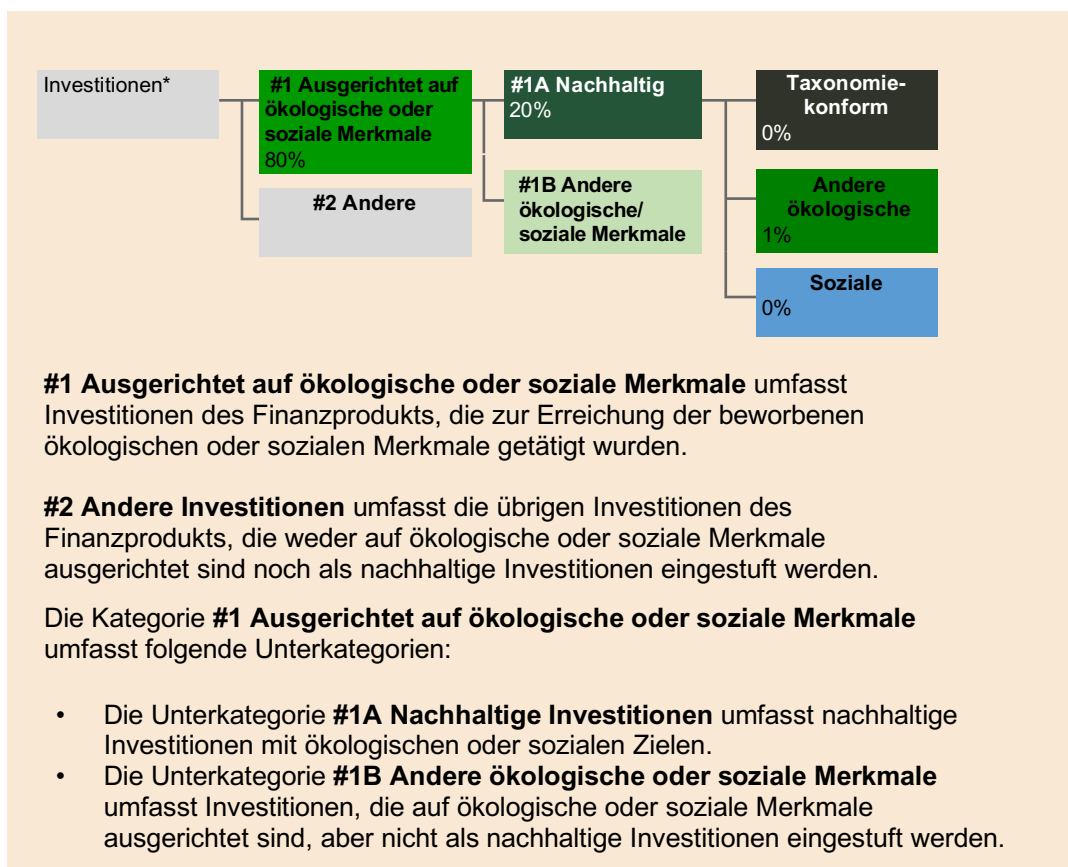 Investitionen*
#1 Ausgerichtet auf
ökologische oder
soziale Merkmale
80%
#2 Andere
#1A Nachhaltig
20%
#1B Andere
ökologische/
soziale Merkmale
Taxonomie-
konform
0%
Andere
ökologische
1%
Soziale
0%
#1 Ausgerichtet auf ökologische oder soziale Merkmale umfasst
Investitionen des Finanzprodukts, die zur Erreichung der beworbenen
ökologischen oder sozialen Merkmale getätigt wurden.
#2 Andere Investitionen umfasst die übrigen Investitionen des
Finanzprodukts, die weder auf ökologische oder soziale Merkmale
ausgerichtet sind noch als nachhaltige Investitionen eingestuft werden.
Die Kategorie #1 Ausgerichtet auf ökologische oder soziale Merkmale
umfasst folgende Unterkategorien:
• Die Unterkategorie #1A Nachhaltige Investitionen umfasst nachhaltige
Investitionen mit ökologischen oder sozialen Zielen.
• Die Unterkategorie #1B Andere ökologische oder soziale Merkmale
umfasst Investitionen, die auf ökologische oder soziale Merkmale
ausgerichtet sind, aber nicht als nachhaltige Investitionen eingestuft werden.